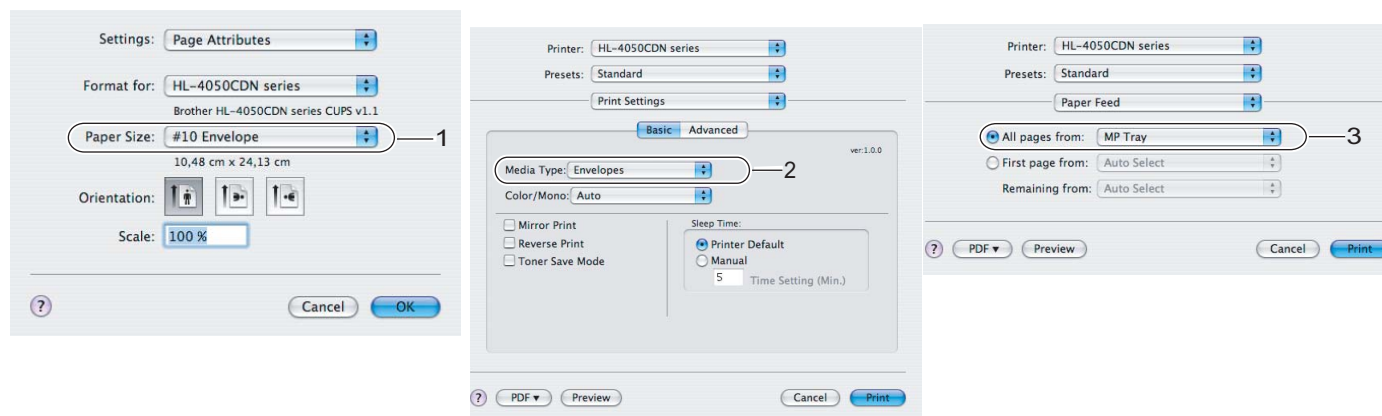 Settings: Page Attributes
Format for: HL-4050CDN series
Brother HL-4050CDN series CUPS v1.1
Paper Size: #10 Envelope 1
10,48 cm x 24,13 cm
Orientation:
Scale: 100 %
? Cancel OK
Printer: HL-4050CDN series
Presets: Standard
Print Settings
Basic Advanced
ver:1.0.0
Media Type: Envelopes 2
Color/Mono: Auto
Mirror Print
Reverse Print
Toner Save Mode
Sleep Time:
Printer Default
Manual
5 Time Setting (Min.)
? PDF ▾ Preview Cancel Print
Printer: HL-4050CDN series
Presets: Standard
Paper Feed
All pages from: MP Tray 3
First page from: Auto Select
Remaining from: Auto Select
? PDF ▾ Preview Cancel Print